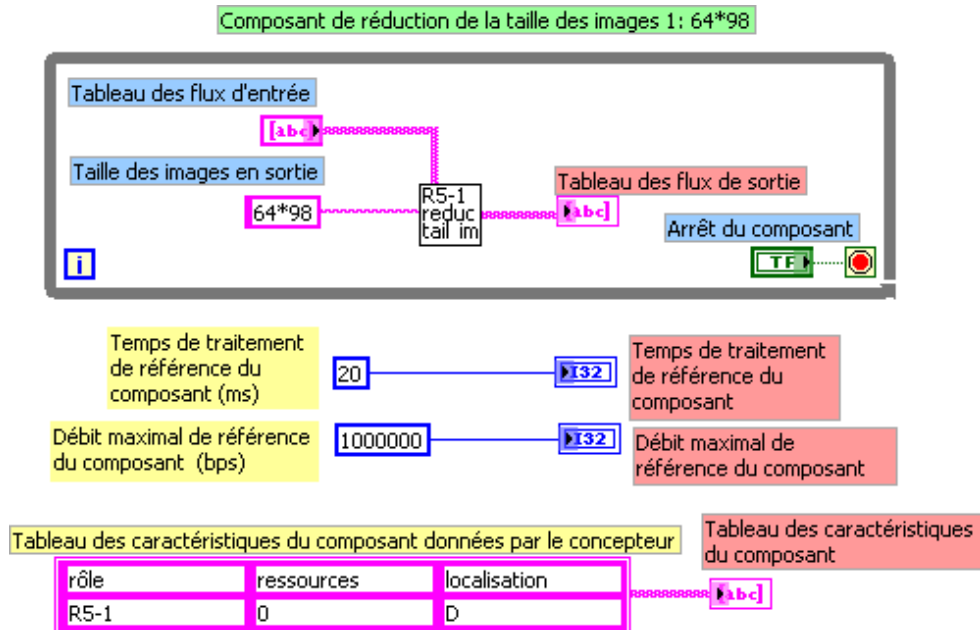 Composant de réduction de la taille des images 1: 64*98
Tableau des flux d'entrée
[abc]
Taille des images en sortie
64*98
R5-1
reduc
tail im
Tableau des flux de sortie
[abc]
Arrêt du composant
TF
i
Temps de traitement
de référence du
composant (ms)
20
I32
Temps de traitement
de référence du
composant
Débit maximal de référence
du composant (bps)
1000000
I32
Débit maximal de
référence du composant
Tableau des caractéristiques du composant données par le concepteur
Tableau des caractéristiques
du composant
rôle ressources localisation
[abc]
R5-1 0 D